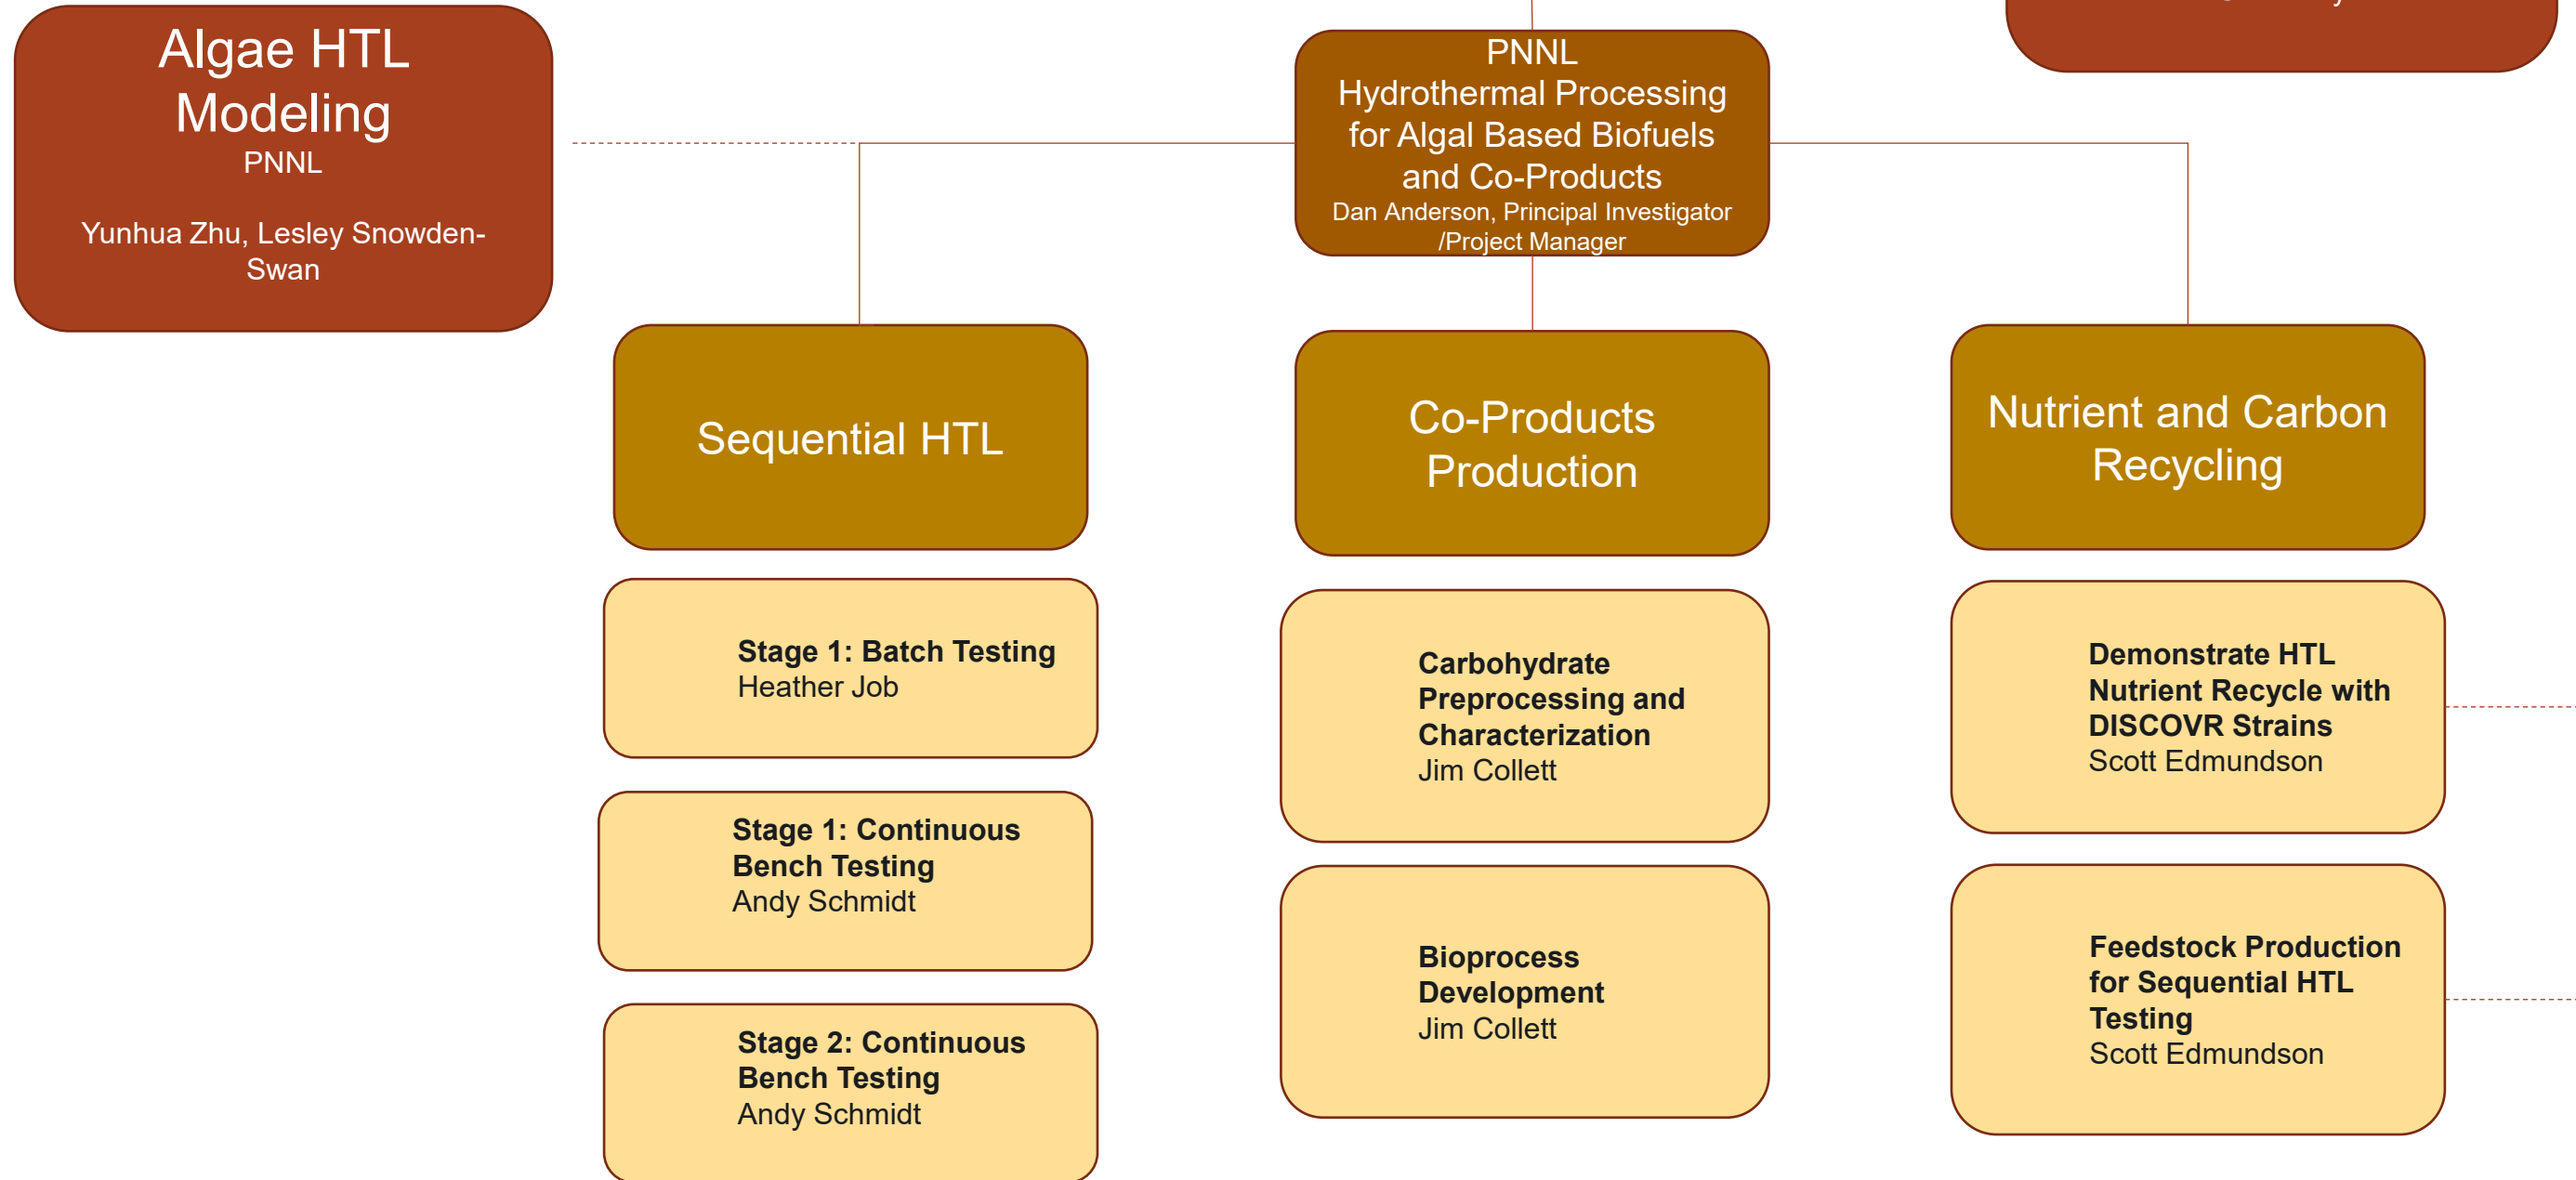 Algae HTL
Modeling
PNNL
Yunhua Zhu, Lesley Snowden-
Swan
PNNL
Hydrothermal Processing
for Algal Based Biofuels
and Co-Products
Dan Anderson, Principal Investigator
/Project Manager
Sequential HTL
Stage 1: Batch Testing
Heather Job
Stage 1: Continuous
Bench Testing
Andy Schmidt
Stage 2: Continuous
Bench Testing
Andy Schmidt
Co-Products
Production
Carbohydrate
Preprocessing and
Characterization
Jim Collett
Bioprocess
Development
Jim Collett
Nutrient and Carbon
Recycling
Demonstrate HTL
Nutrient Recycle with
DISCOVR Strains
Scott Edmundson
Feedstock Production
for Sequential HTL
Testing
Scott Edmundson